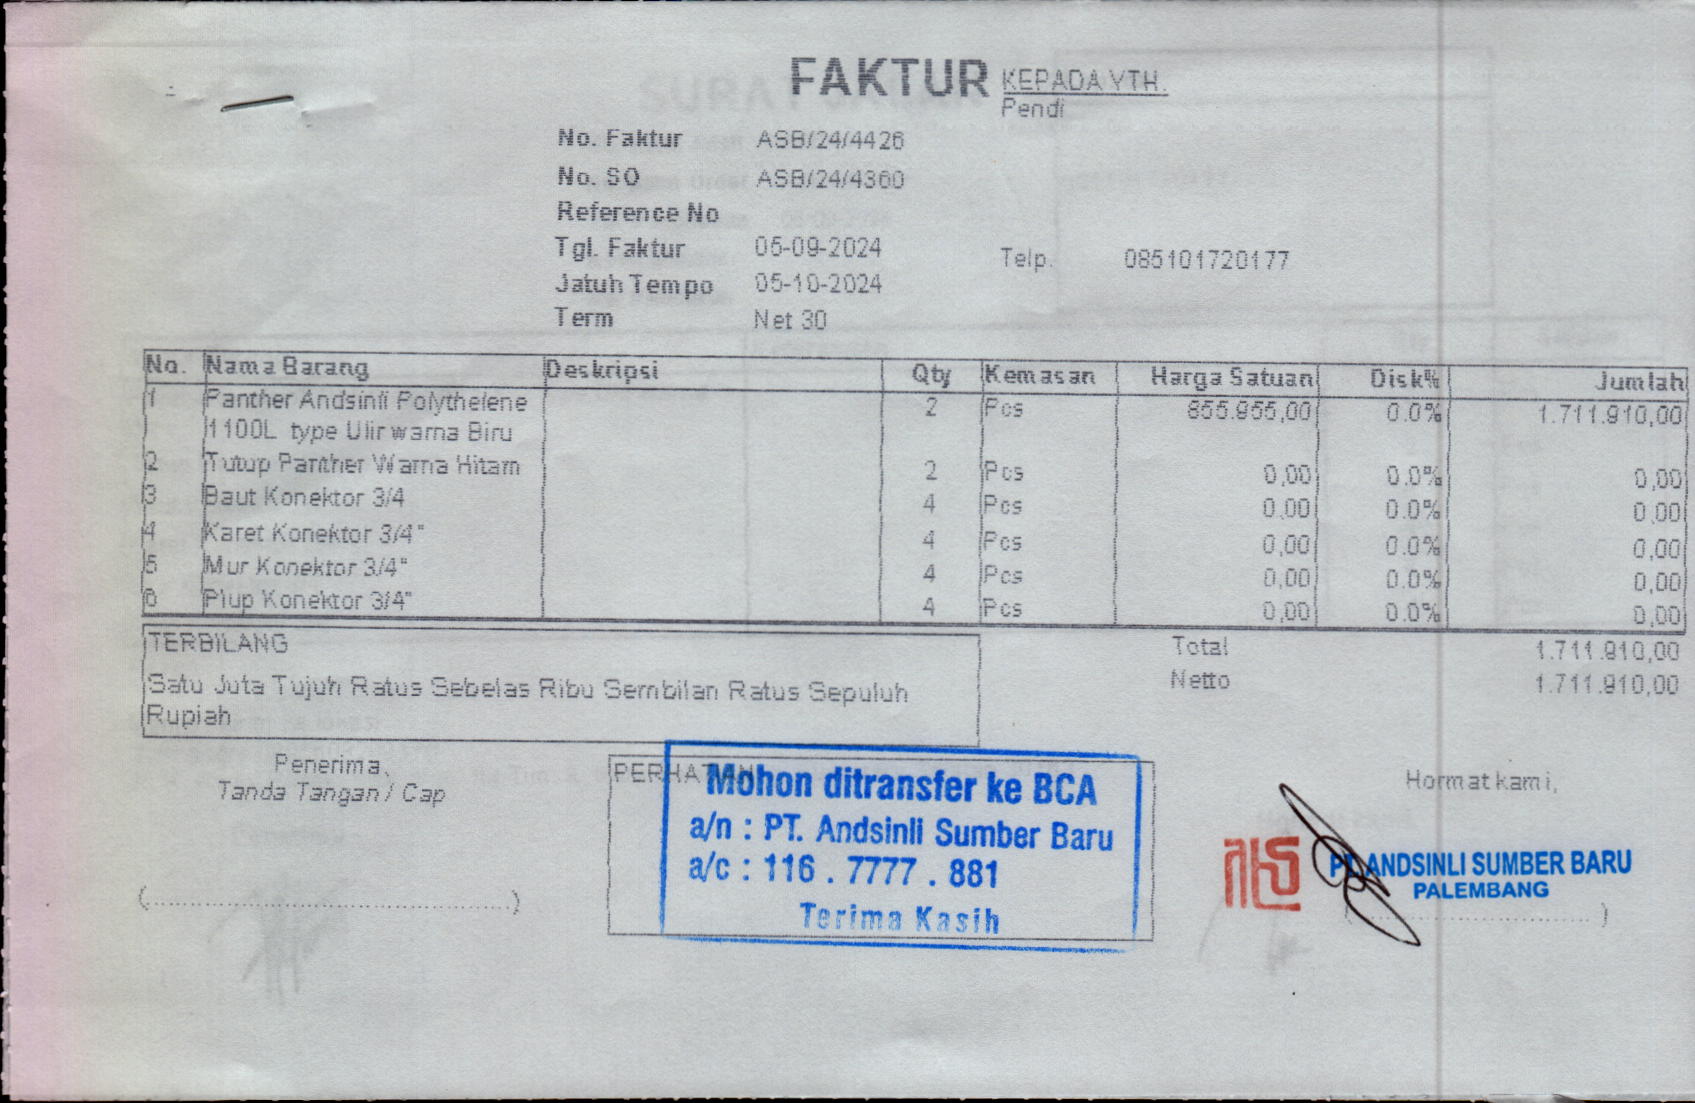 FAKTUR
KEPADA YTH.
Pendi
No. Faktur ASB/24/4426
No. SO ASB/24/4360
Reference No
Tgl. Faktur 05-09-2024
Telp. 085101720177
Jatuh Tempo 05-10-2024
Term Net 30
No. Nama Barang Deskripsi Qty Kemasan Harga Satuan Disk% Jumlah
1 Panther Andsinli Polythelene 2 Pcs 855.955,00 0.0% 1.711.910,00
1100L type Ulir warna Biru
2 Tutup Panther Warna Hitam 2 Pcs 0,00 0.0% 0,00
3 Baut Konektor 3/4 4 Pcs 0,00 0.0% 0,00
4 Karet Konektor 3/4" 4 Pcs 0,00 0.0% 0,00
5 Mur Konektor 3/4" 4 Pcs 0,00 0.0% 0,00
6 Plup Konektor 3/4" 4 Pcs 0,00 0.0% 0,00
TERBILANG
Satu Juta Tujuh Ratus Sebelas Ribu Sembilan Ratus Sepuluh
Rupiah
Total 1.711.910,00
Netto 1.711.910,00
Penerima,
Tanda Tangan / Cap
PERHATIAN
Mohon ditransfer ke BCA
a/n : PT. Andsinli Sumber Baru
a/c : 116 . 7777 . 881
Terima Kasih
Hormat kami,
PT. ANDSINLI SUMBER BARU
PALEMBANG